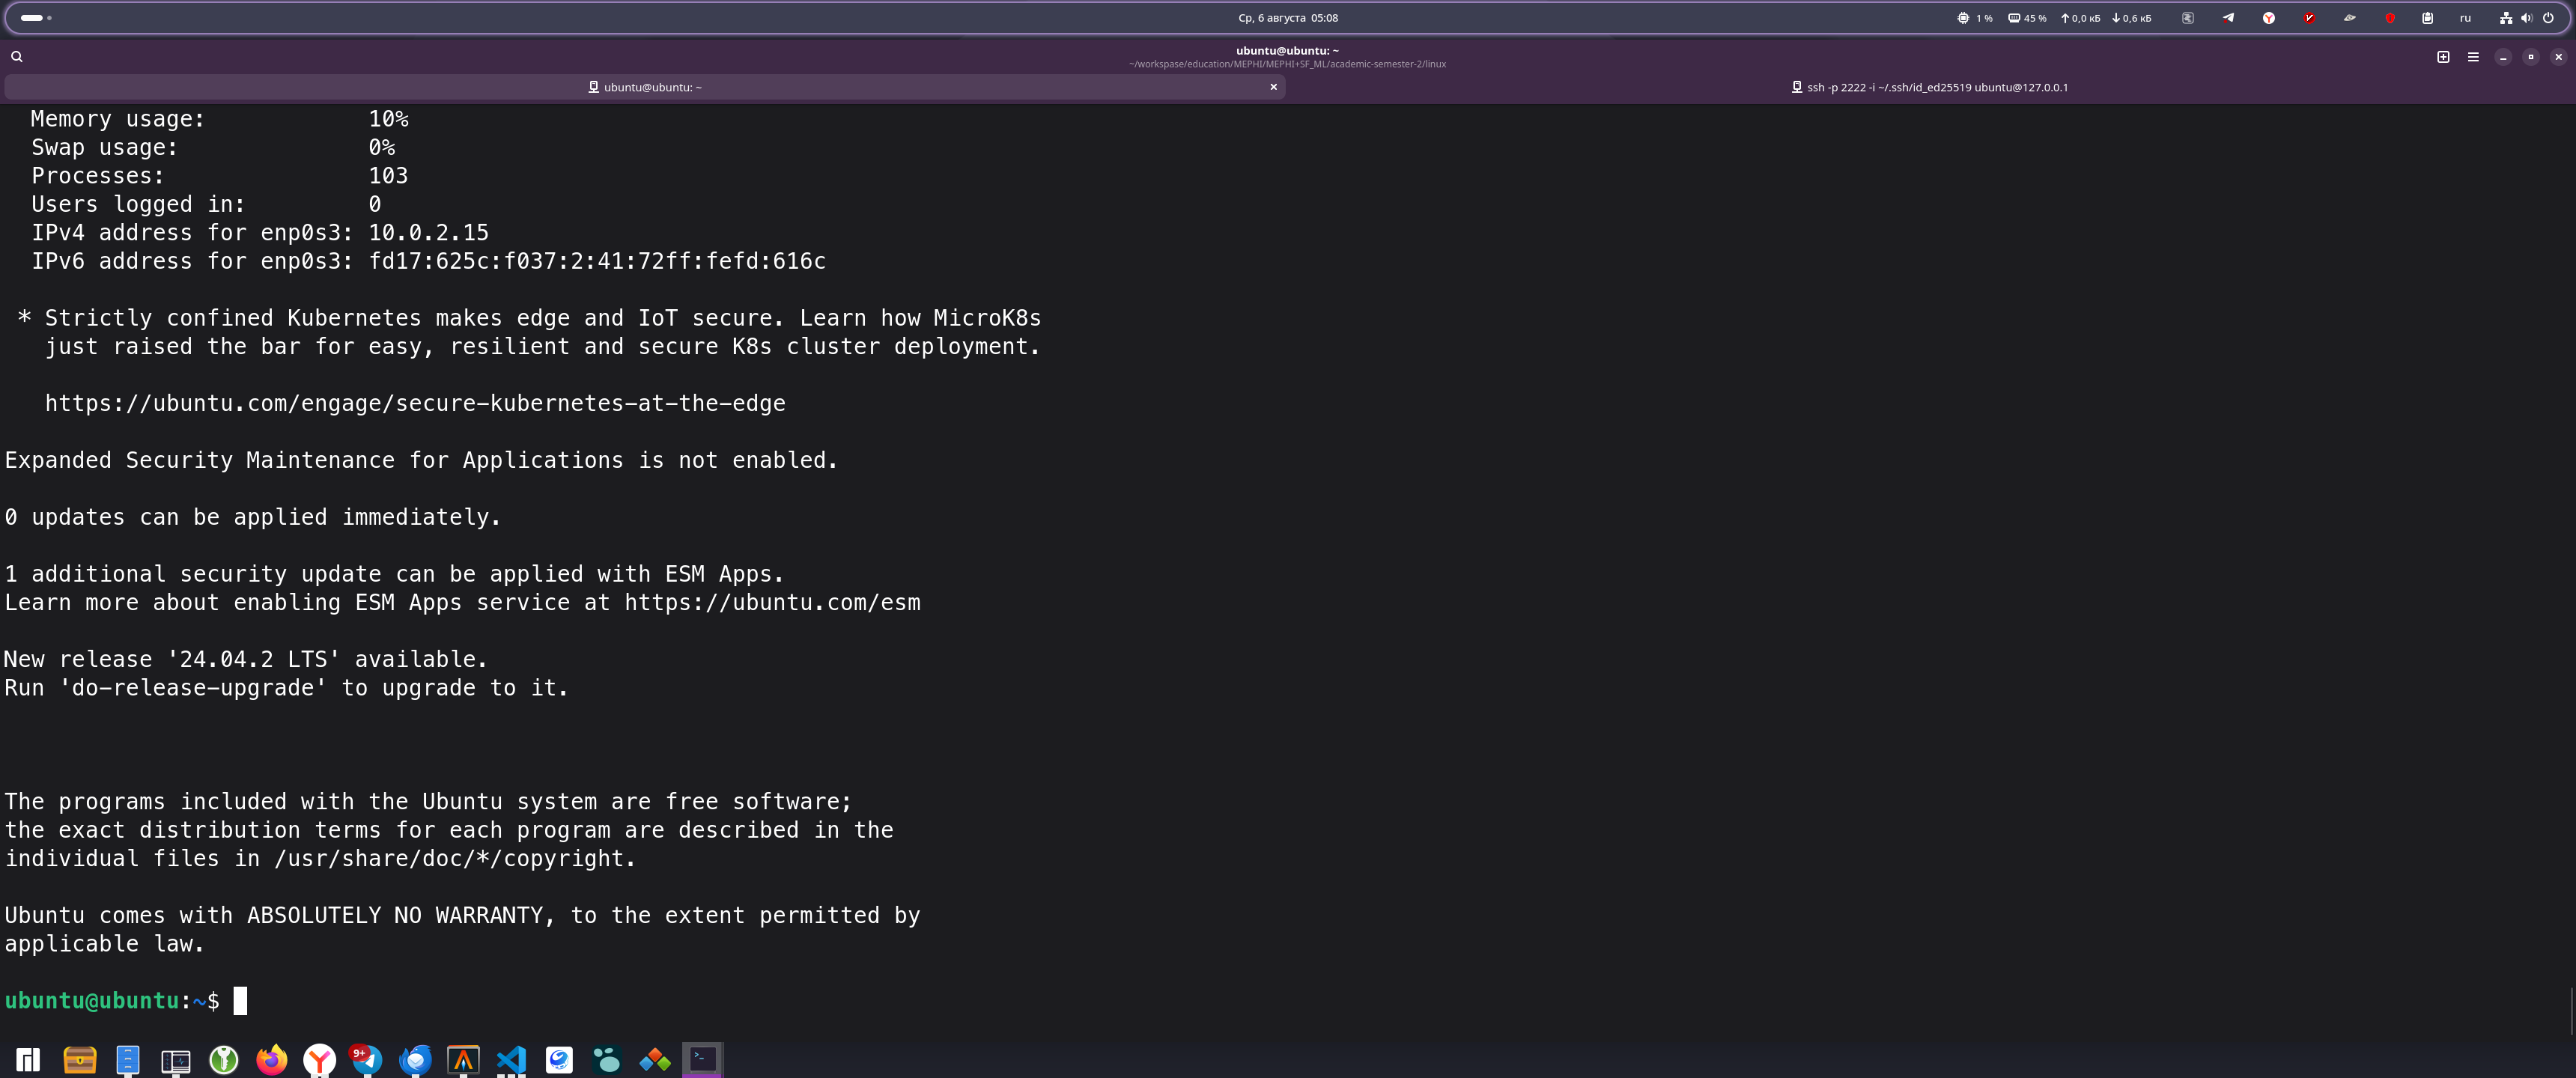 Ср, 6 августа 05:08
1 %
45 %
0,0 кБ
0,6 кБ
ru
ubuntu@ubuntu: ~
~/workspase/education/MEPHI/MEPHI+SF_ML/academic-semester-2/linux
ubuntu@ubuntu: ~
ssh -p 2222 -i ~/.ssh/id_ed25519 ubuntu@127.0.0.1
Memory usage: 10%
Swap usage: 0%
Processes: 103
Users logged in: 0
IPv4 address for enp0s3: 10.0.2.15
IPv6 address for enp0s3: fd17:625c:f037:2:41:72ff:fefd:616c
* Strictly confined Kubernetes makes edge and IoT secure. Learn how MicroK8s
just raised the bar for easy, resilient and secure K8s cluster deployment.
https://ubuntu.com/engage/secure-kubernetes-at-the-edge
Expanded Security Maintenance for Applications is not enabled.
0 updates can be applied immediately.
1 additional security update can be applied with ESM Apps.
Learn more about enabling ESM Apps service at https://ubuntu.com/esm
New release '24.04.2 LTS' available.
Run 'do-release-upgrade' to upgrade to it.
The programs included with the Ubuntu system are free software;
the exact distribution terms for each program are described in the
individual files in /usr/share/doc/*/copyright.
Ubuntu comes with ABSOLUTELY NO WARRANTY, to the extent permitted by
applicable law.
ubuntu@ubuntu:~$
9+